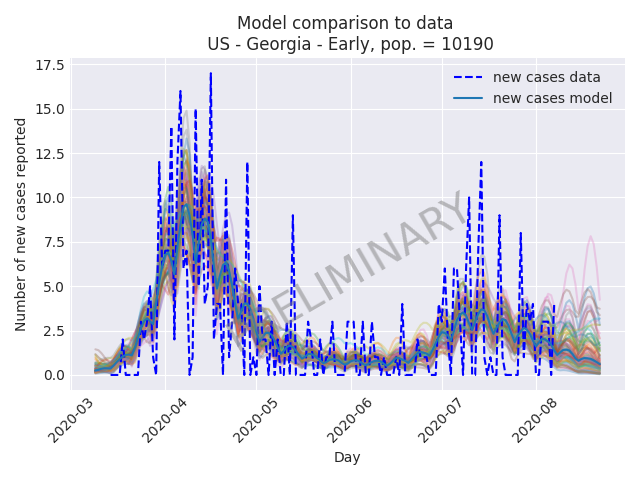 Model comparison to data
US - Georgia - Early, pop. = 10190
17.5
15.0
12.5
10.0
7.5
5.0
2.5
0.0
Number of new cases reported
new cases data
new cases model
PRELIMINARY
2020-03
2020-04
2020-05
2020-06
2020-07
2020-08
Day